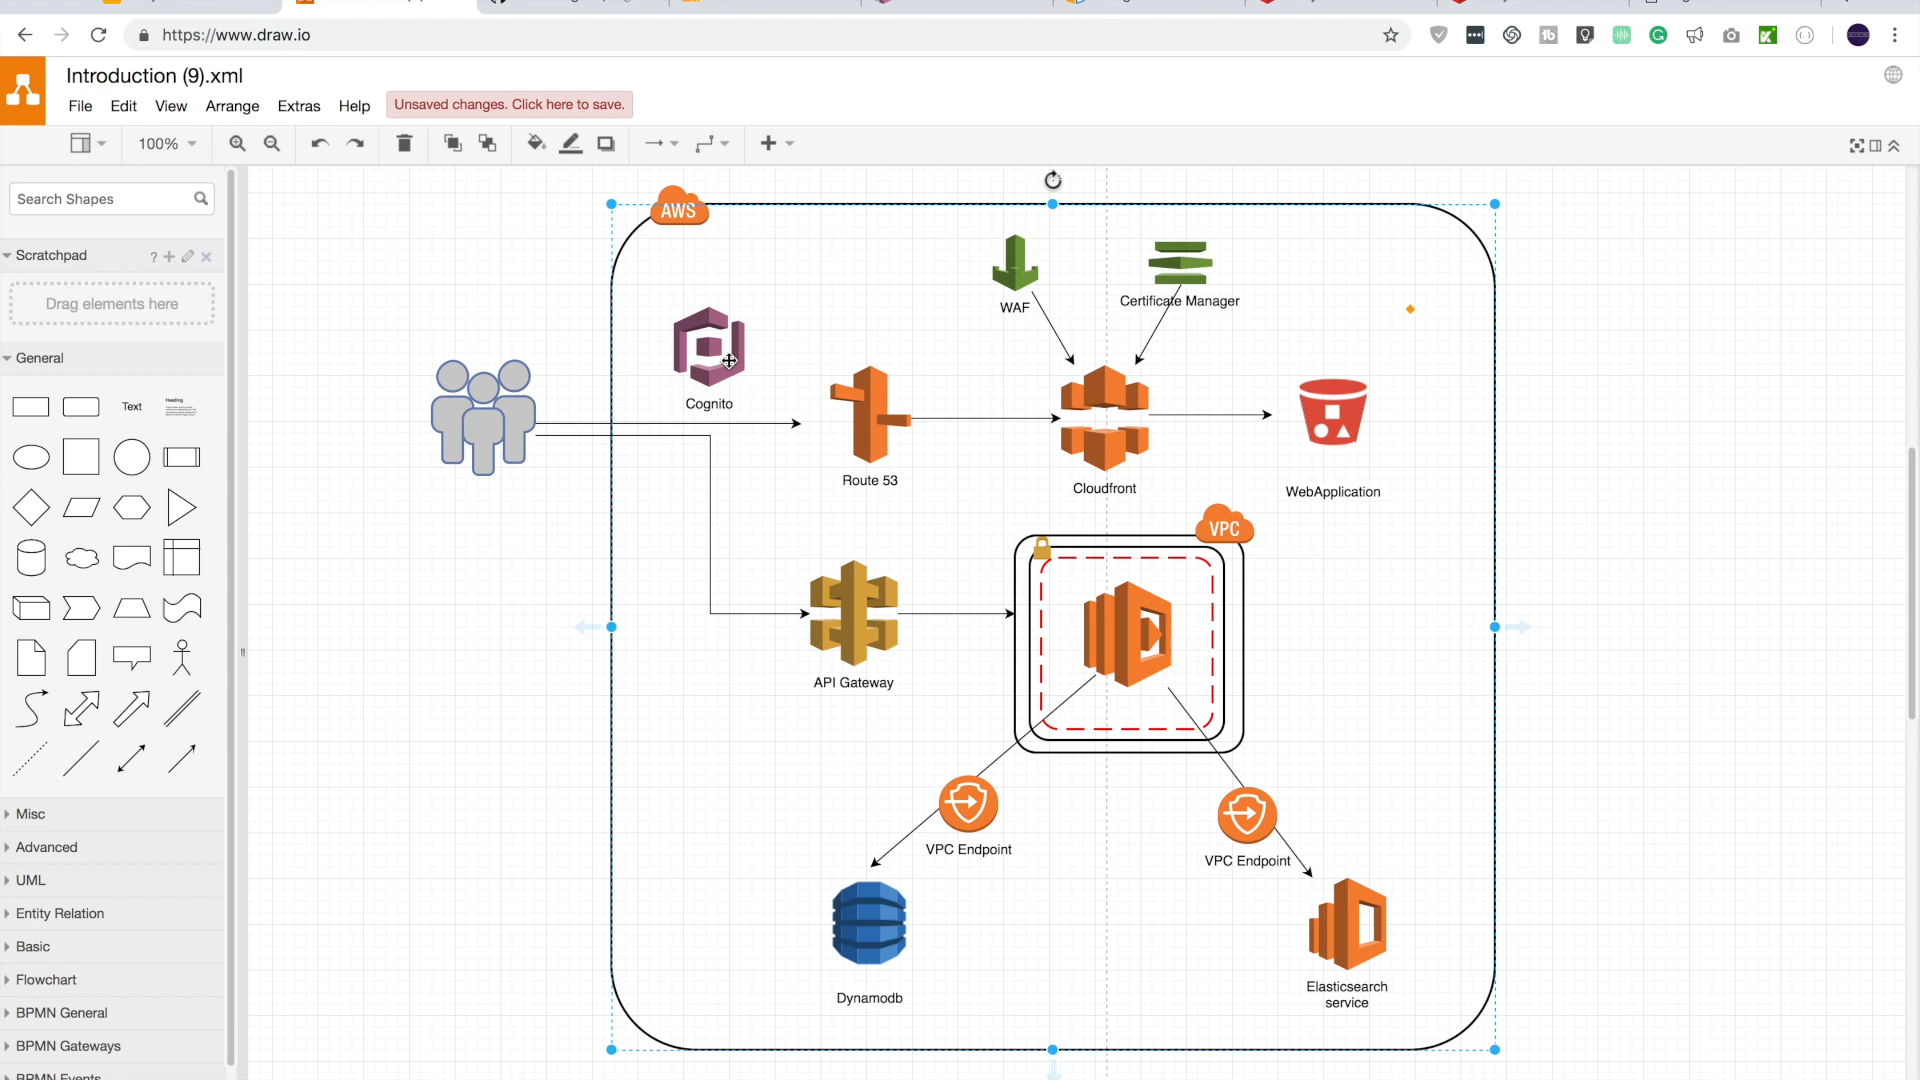 https://www.draw.io
Introduction (9).xml
File Edit View Arrange Extras Help Unsaved changes. Click here to save.
100%
Search Shapes
Scratchpad ?
Drag elements here
General
Text
Heading
Misc
Advanced
UML
Entity Relation
Basic
Flowchart
BPMN General
BPMN Gateways
BPMN Events
AWS
WAF
Certificate Manager
Cognito
Route 53
Cloudfront
WebApplication
VPC
API Gateway
VPC Endpoint
VPC Endpoint
Dynamodb
Elasticsearch
service